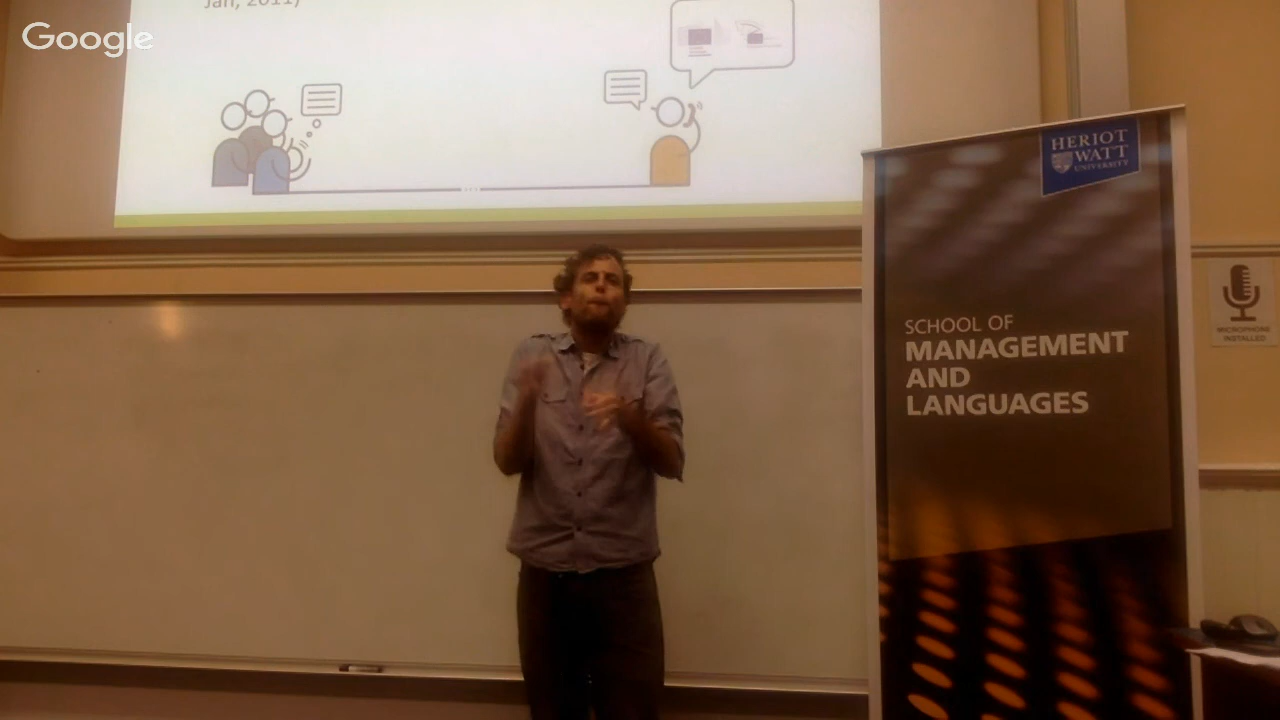 Google
Jan, 2011)
HERIOT
WATT
UNIVERSITY
SCHOOL OF
MANAGEMENT
AND
LANGUAGES
MICROPHONE
INSTALLED